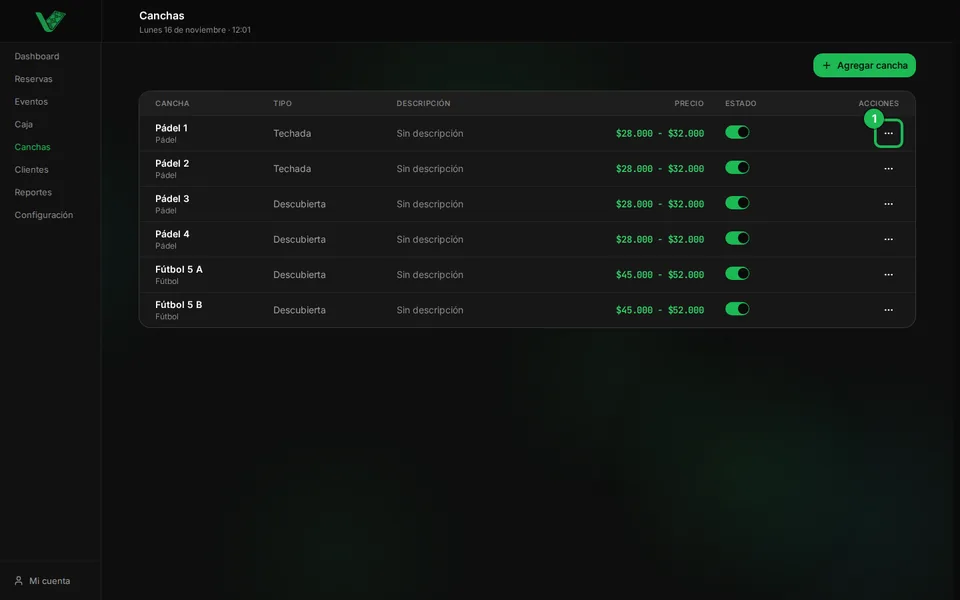 Canchas
Lunes 16 de noviembre · 12:01
Dashboard
Reservas
Eventos
Caja
Canchas
Clientes
Reportes
Configuración
Mi cuenta
+ Agregar cancha
CANCHA TIPO DESCRIPCIÓN PRECIO ESTADO ACCIONES
1
Pádel 1 Techada Sin descripción $28.000 - $32.000 ...
Pádel
Pádel 2 Techada Sin descripción $28.000 - $32.000 ...
Pádel
Pádel 3 Descubierta Sin descripción $28.000 - $32.000 ...
Pádel
Pádel 4 Descubierta Sin descripción $28.000 - $32.000 ...
Pádel
Fútbol 5 A Descubierta Sin descripción $45.000 - $52.000 ...
Fútbol
Fútbol 5 B Descubierta Sin descripción $45.000 - $52.000 ...
Fútbol